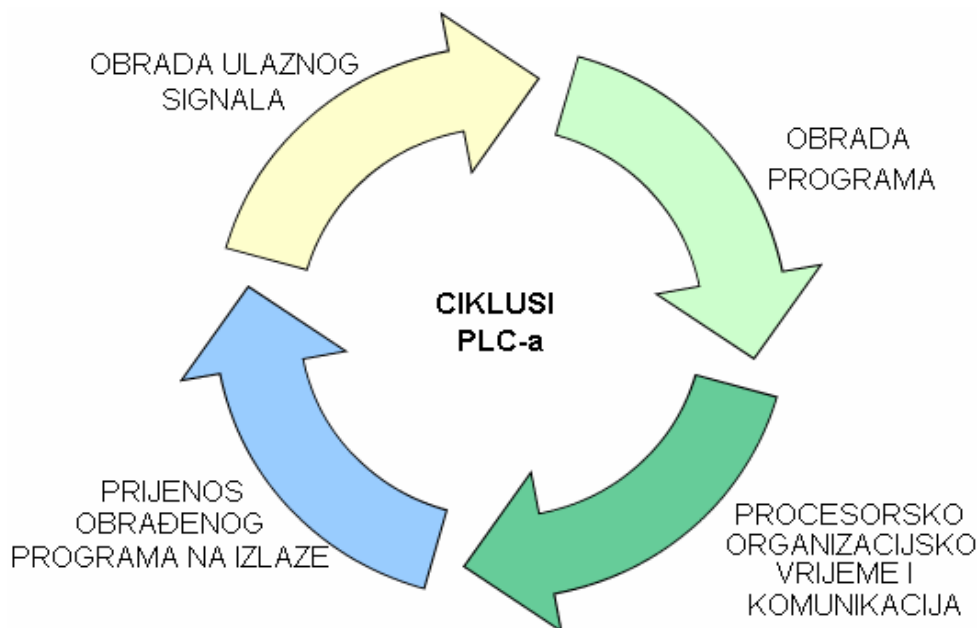 OBRADA ULAZNOG
SIGNALA
OBRADA
PROGRAMA
CIKLUSI
PLC-a
PRIJENOS
OBRAĐENOG
PROGRAMA NA IZLAZE
PROCESORSKO
ORGANIZACIJSKO
VRIJEME I
KOMUNIKACIJA